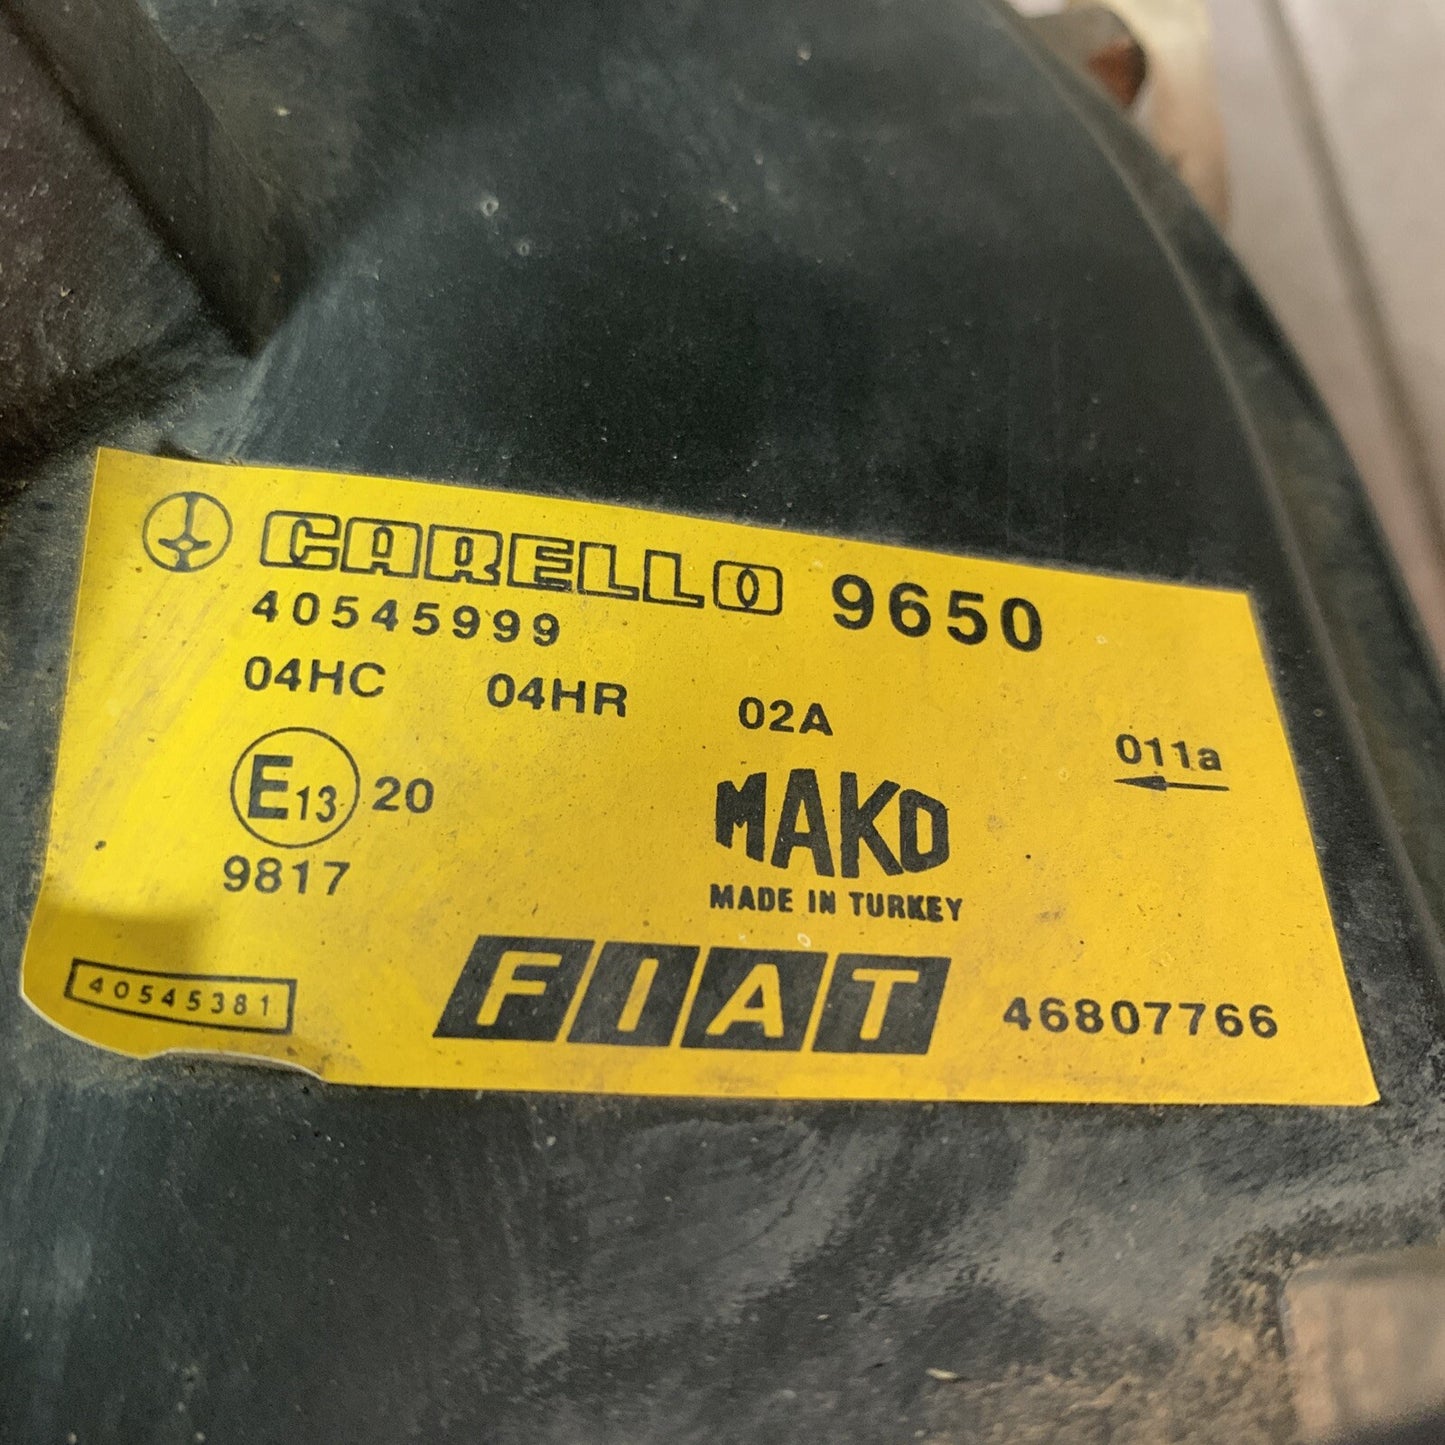 CARELLO 9650
40545999
04HC 04HR 02A
011a
E13 20
9817
MAKO
MADE IN TURKEY
40545381
FIAT 46807766